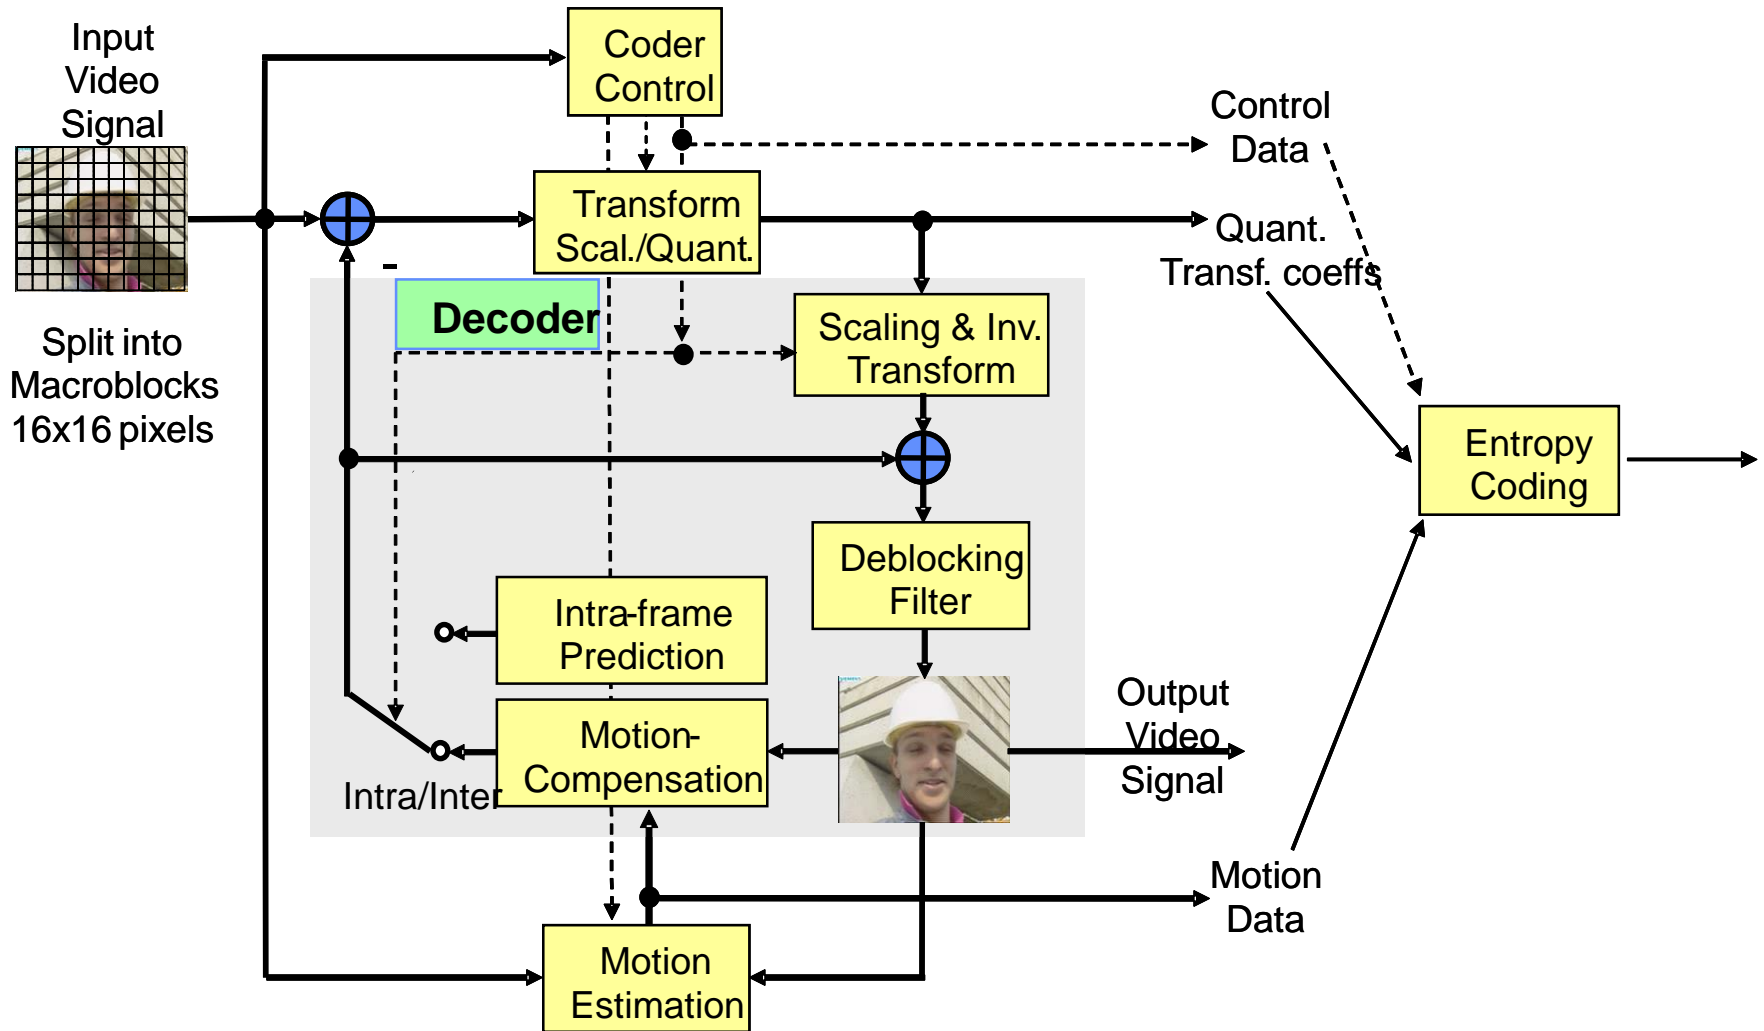 Input
Video
Signal
Coder
Control
Control
Data
Transform
Scal./Quant.
Quant.
Transf. coeffs
-
Decoder
Scaling & Inv.
Transform
Split into
Macroblocks
16x16 pixels
Entropy
Coding
Deblocking
Filter
Intra-frame
Prediction
Motion-
Compensation
Intra/Inter
Output
Video
Signal
Motion
Data
Motion
Estimation